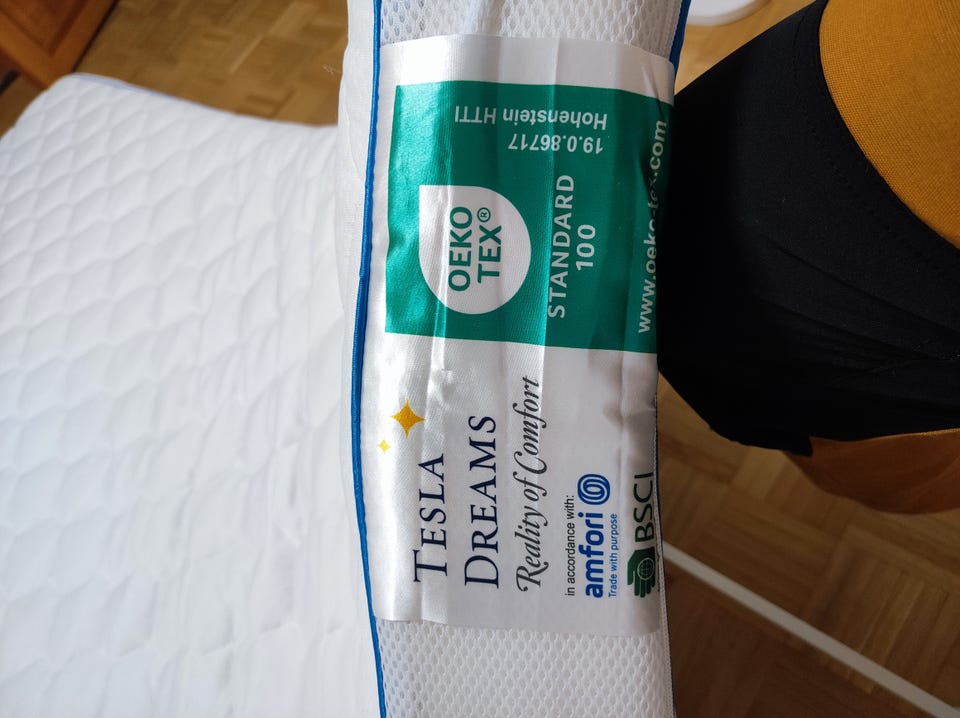 TESLA
DREAMS
Reality of Comfort
in accordance with:
amfori
Trade with purpose
BSCI
OEKO
TEX®
STANDARD
100
19.0.86717
Hohenstein HTTI
www.oeko-tex.com